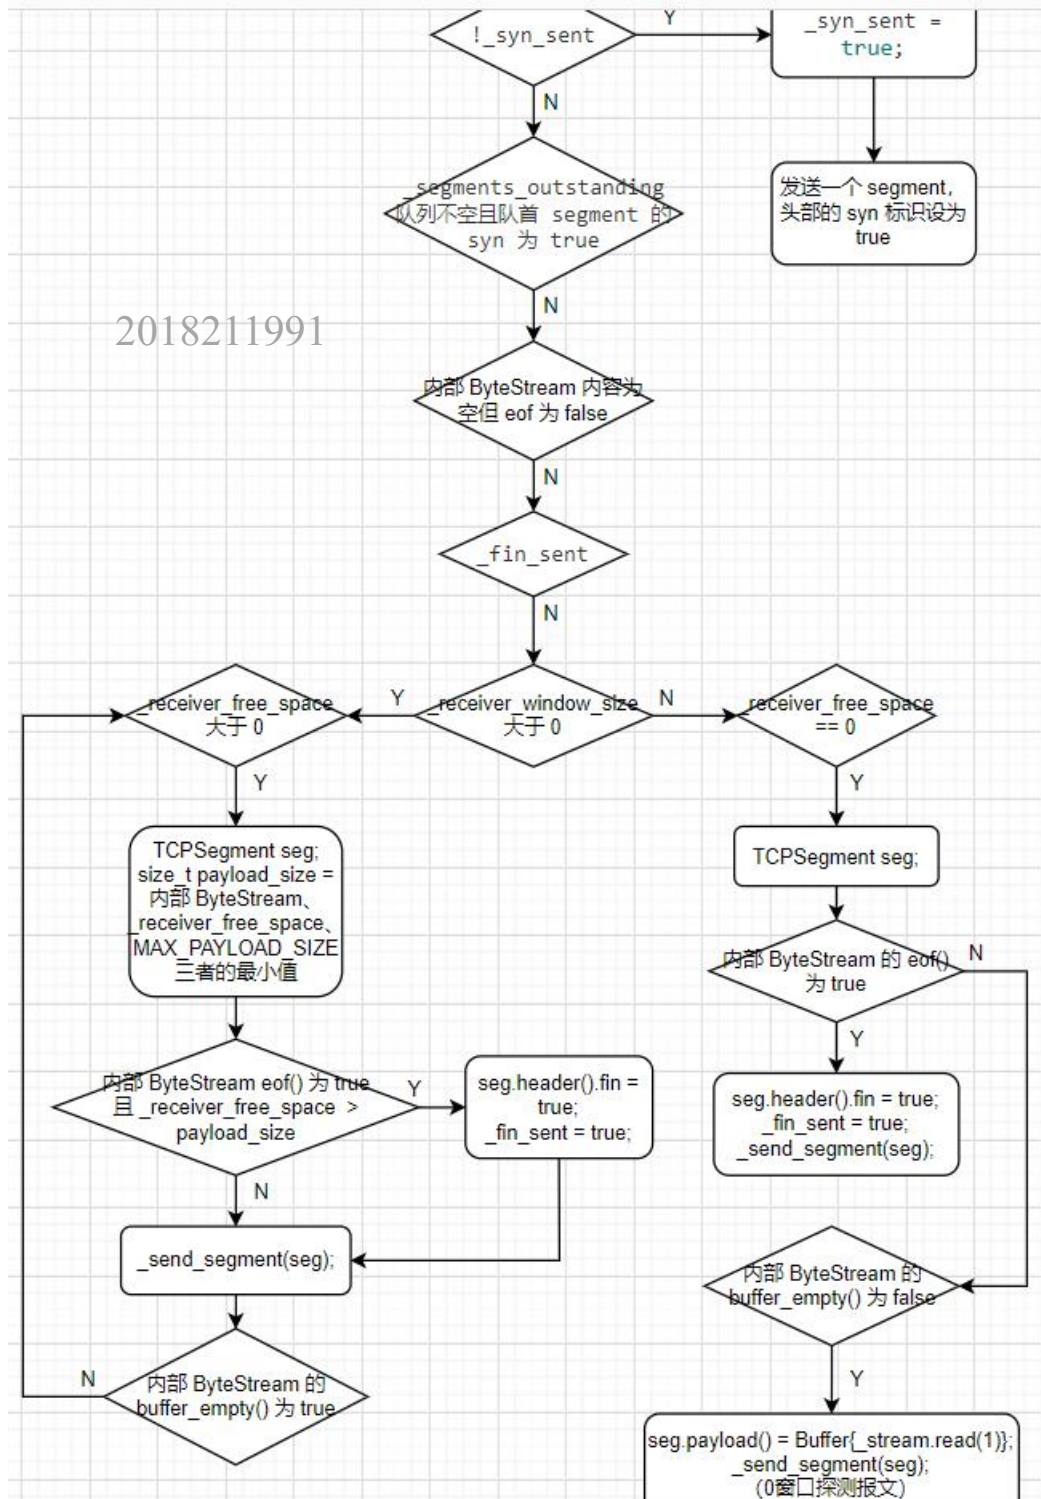 !_syn_sent
Y
_syn_sent =
true;
N
_segments_outstanding
队列不空且队首 segment 的
syn 为 true
发送一个 segment,
头部的 syn 标识设为
true
N
2018211991
内部 ByteStream 内容为
空但 eof 为 false
N
_fin_sent
N
_receiver_free_space
大于 0
Y
_receiver_window_size
大于 0
N
_receiver_free_space
== 0
Y
Y
TCPSegment seg;
size_t payload_size =
内部 ByteStream、
_receiver_free_space、
MAX_PAYLOAD_SIZE
三者的最小值
TCPSegment seg;
内部 ByteStream 的 eof()
为 true
N
Y
内部 ByteStream eof() 为 true
且 _receiver_free_space >
payload_size
Y
seg.header().fin =
true;
_fin_sent = true;
seg.header().fin = true;
_fin_sent = true;
_send_segment(seg);
N
_send_segment(seg);
内部 ByteStream 的
buffer_empty() 为 false
N
内部 ByteStream 的
buffer_empty() 为 true
Y
seg.payload() = Buffer{_stream.read(1)};
_send_segment(seg);
(0窗口探测报文)